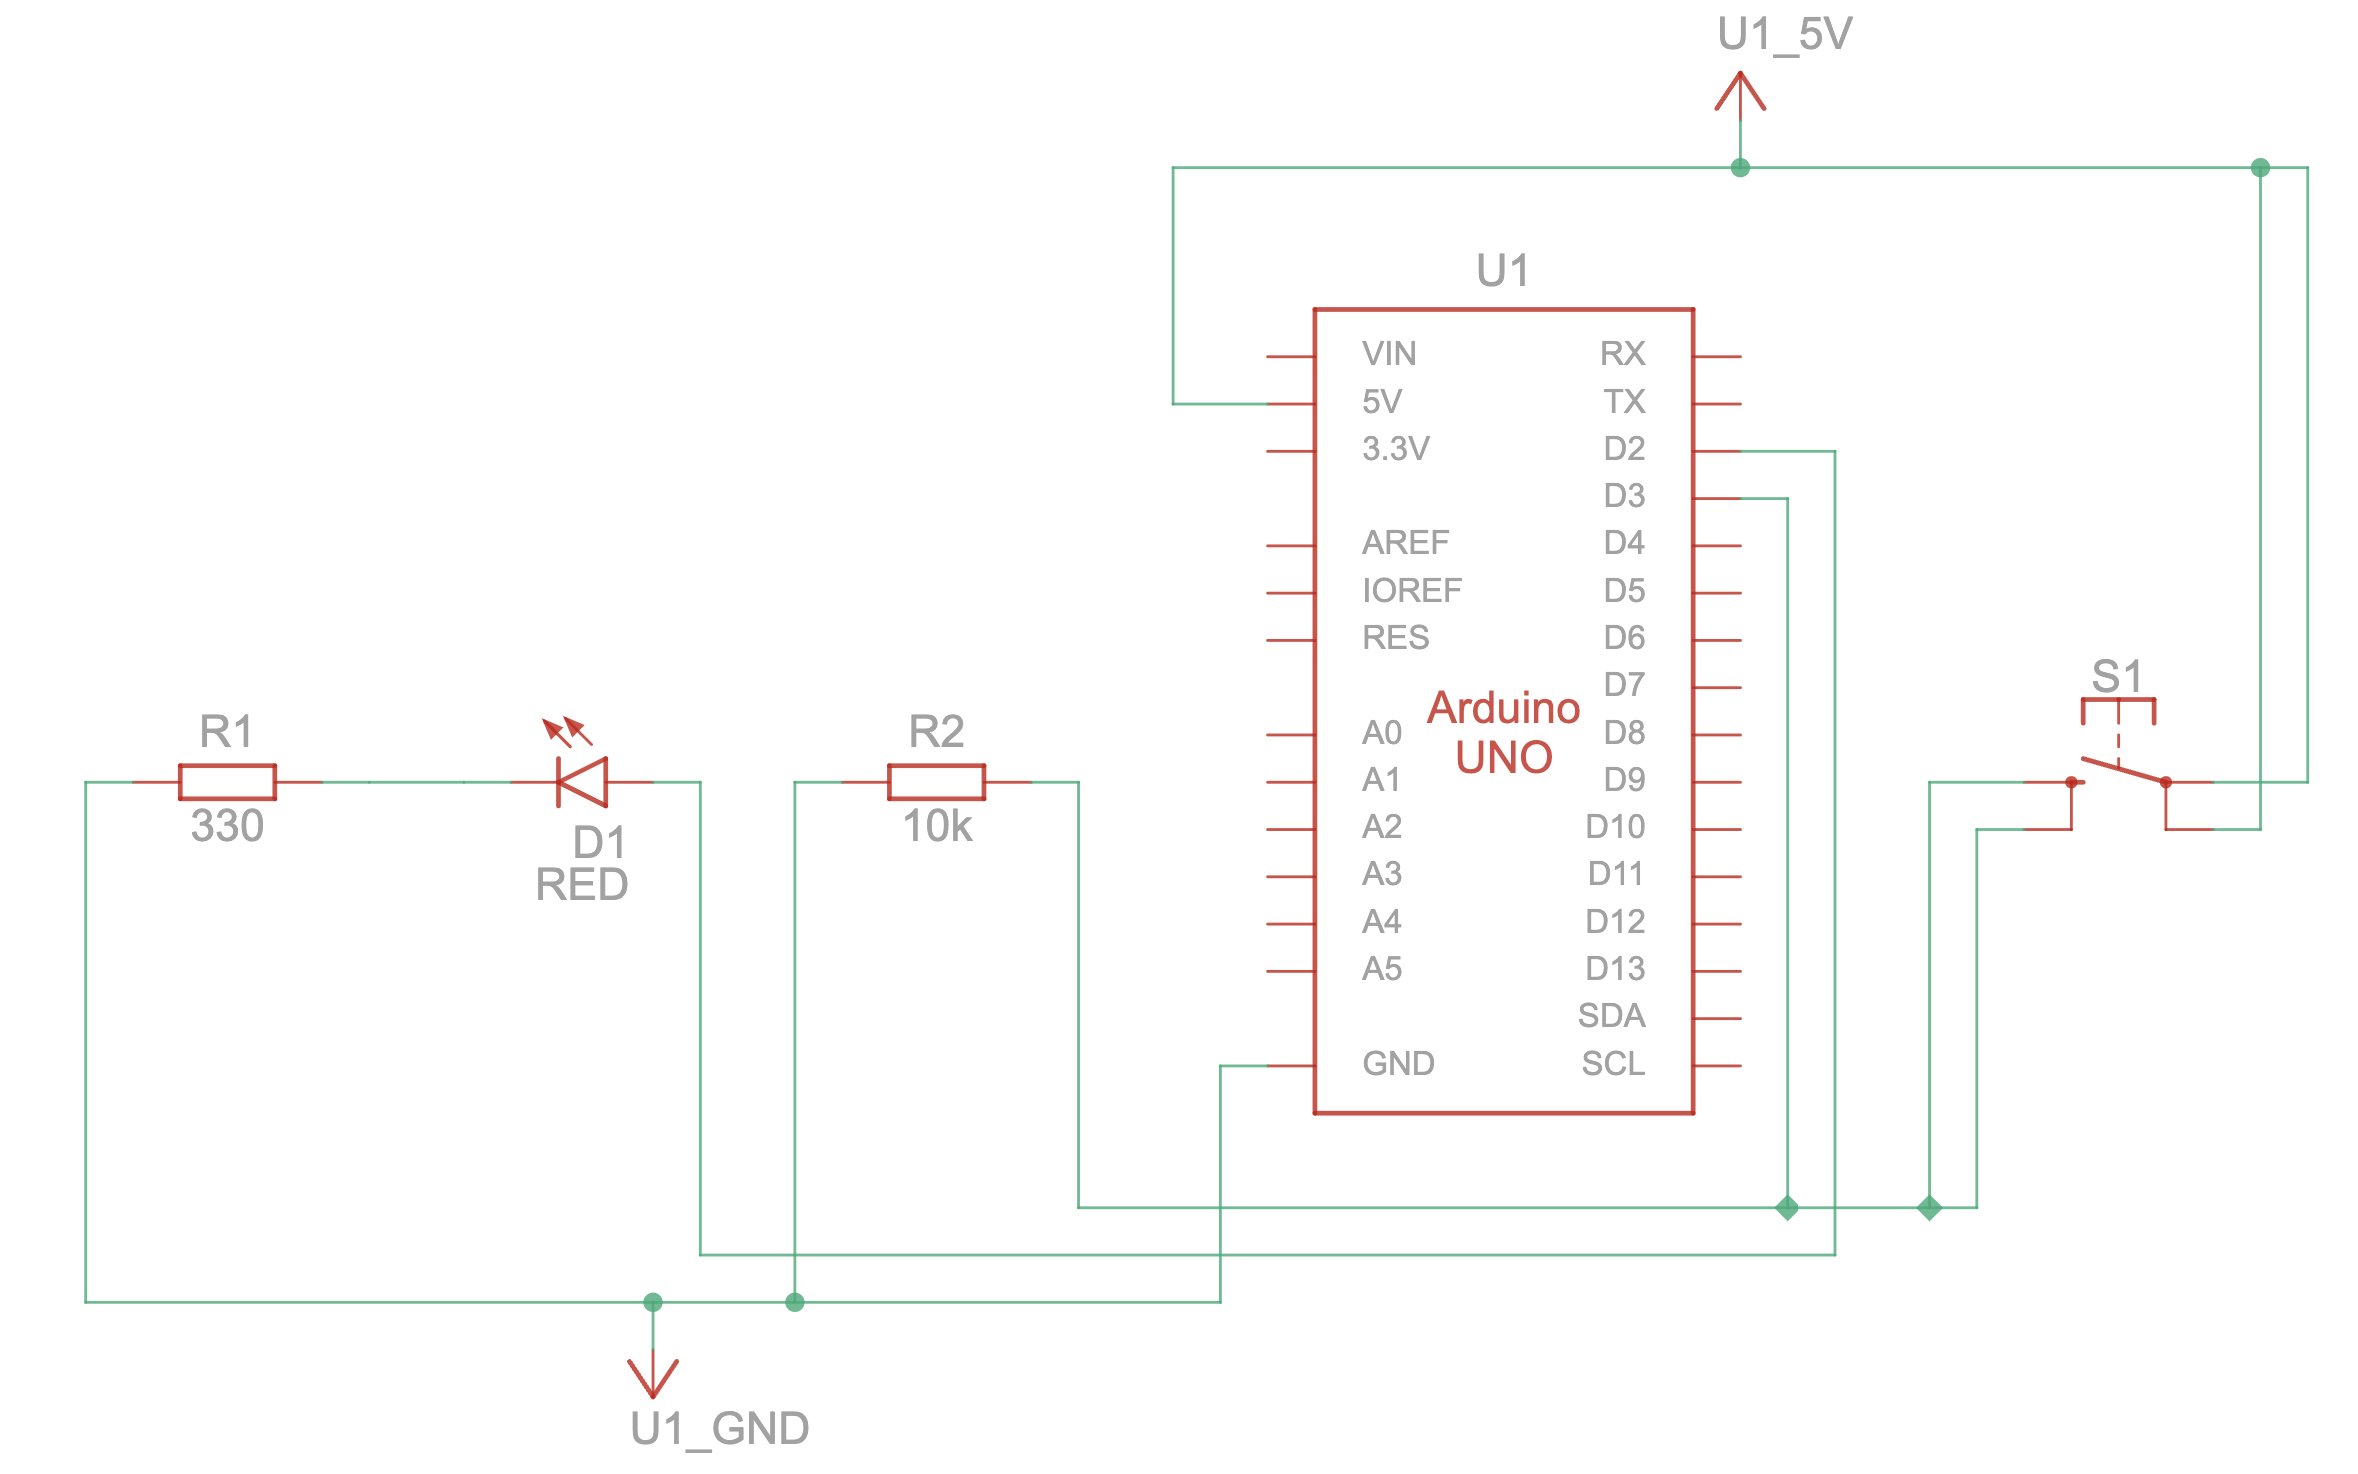 U1_5V
U1
VIN
RX
5V
TX
3.3V
D2
D3
AREF
D4
IOREF
D5
RES
D6
D7
Arduino
UNO
A0
D8
A1
D9
A2
D10
A3
D11
A4
D12
A5
D13
SDA
GND
SCL
S1
R1
330
D1
RED
R2
10k
U1_GND